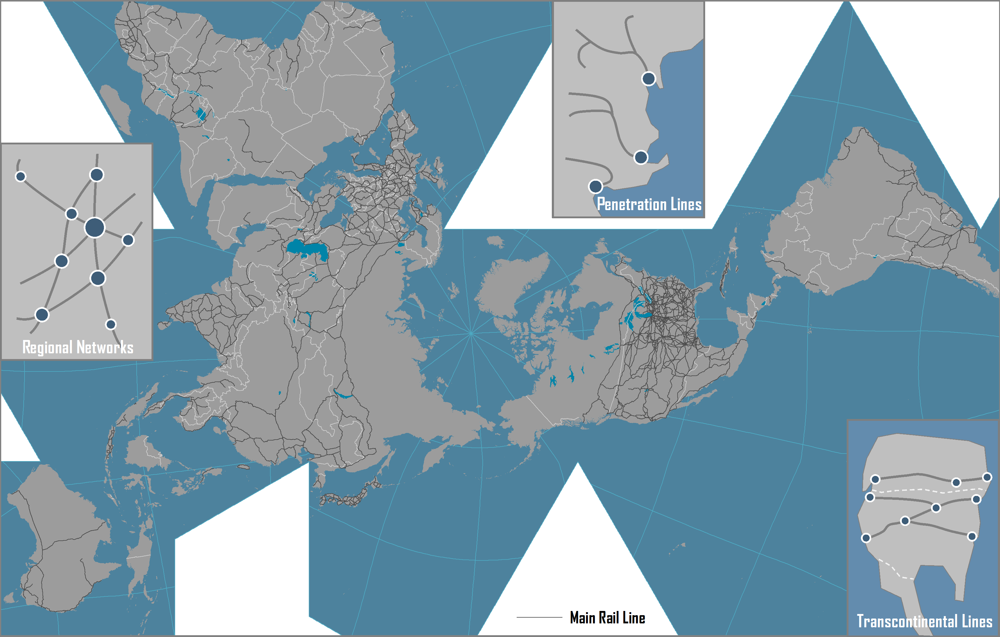 Penetration Lines
Regional Networks
Main Rail Line
Transcontinental Lines